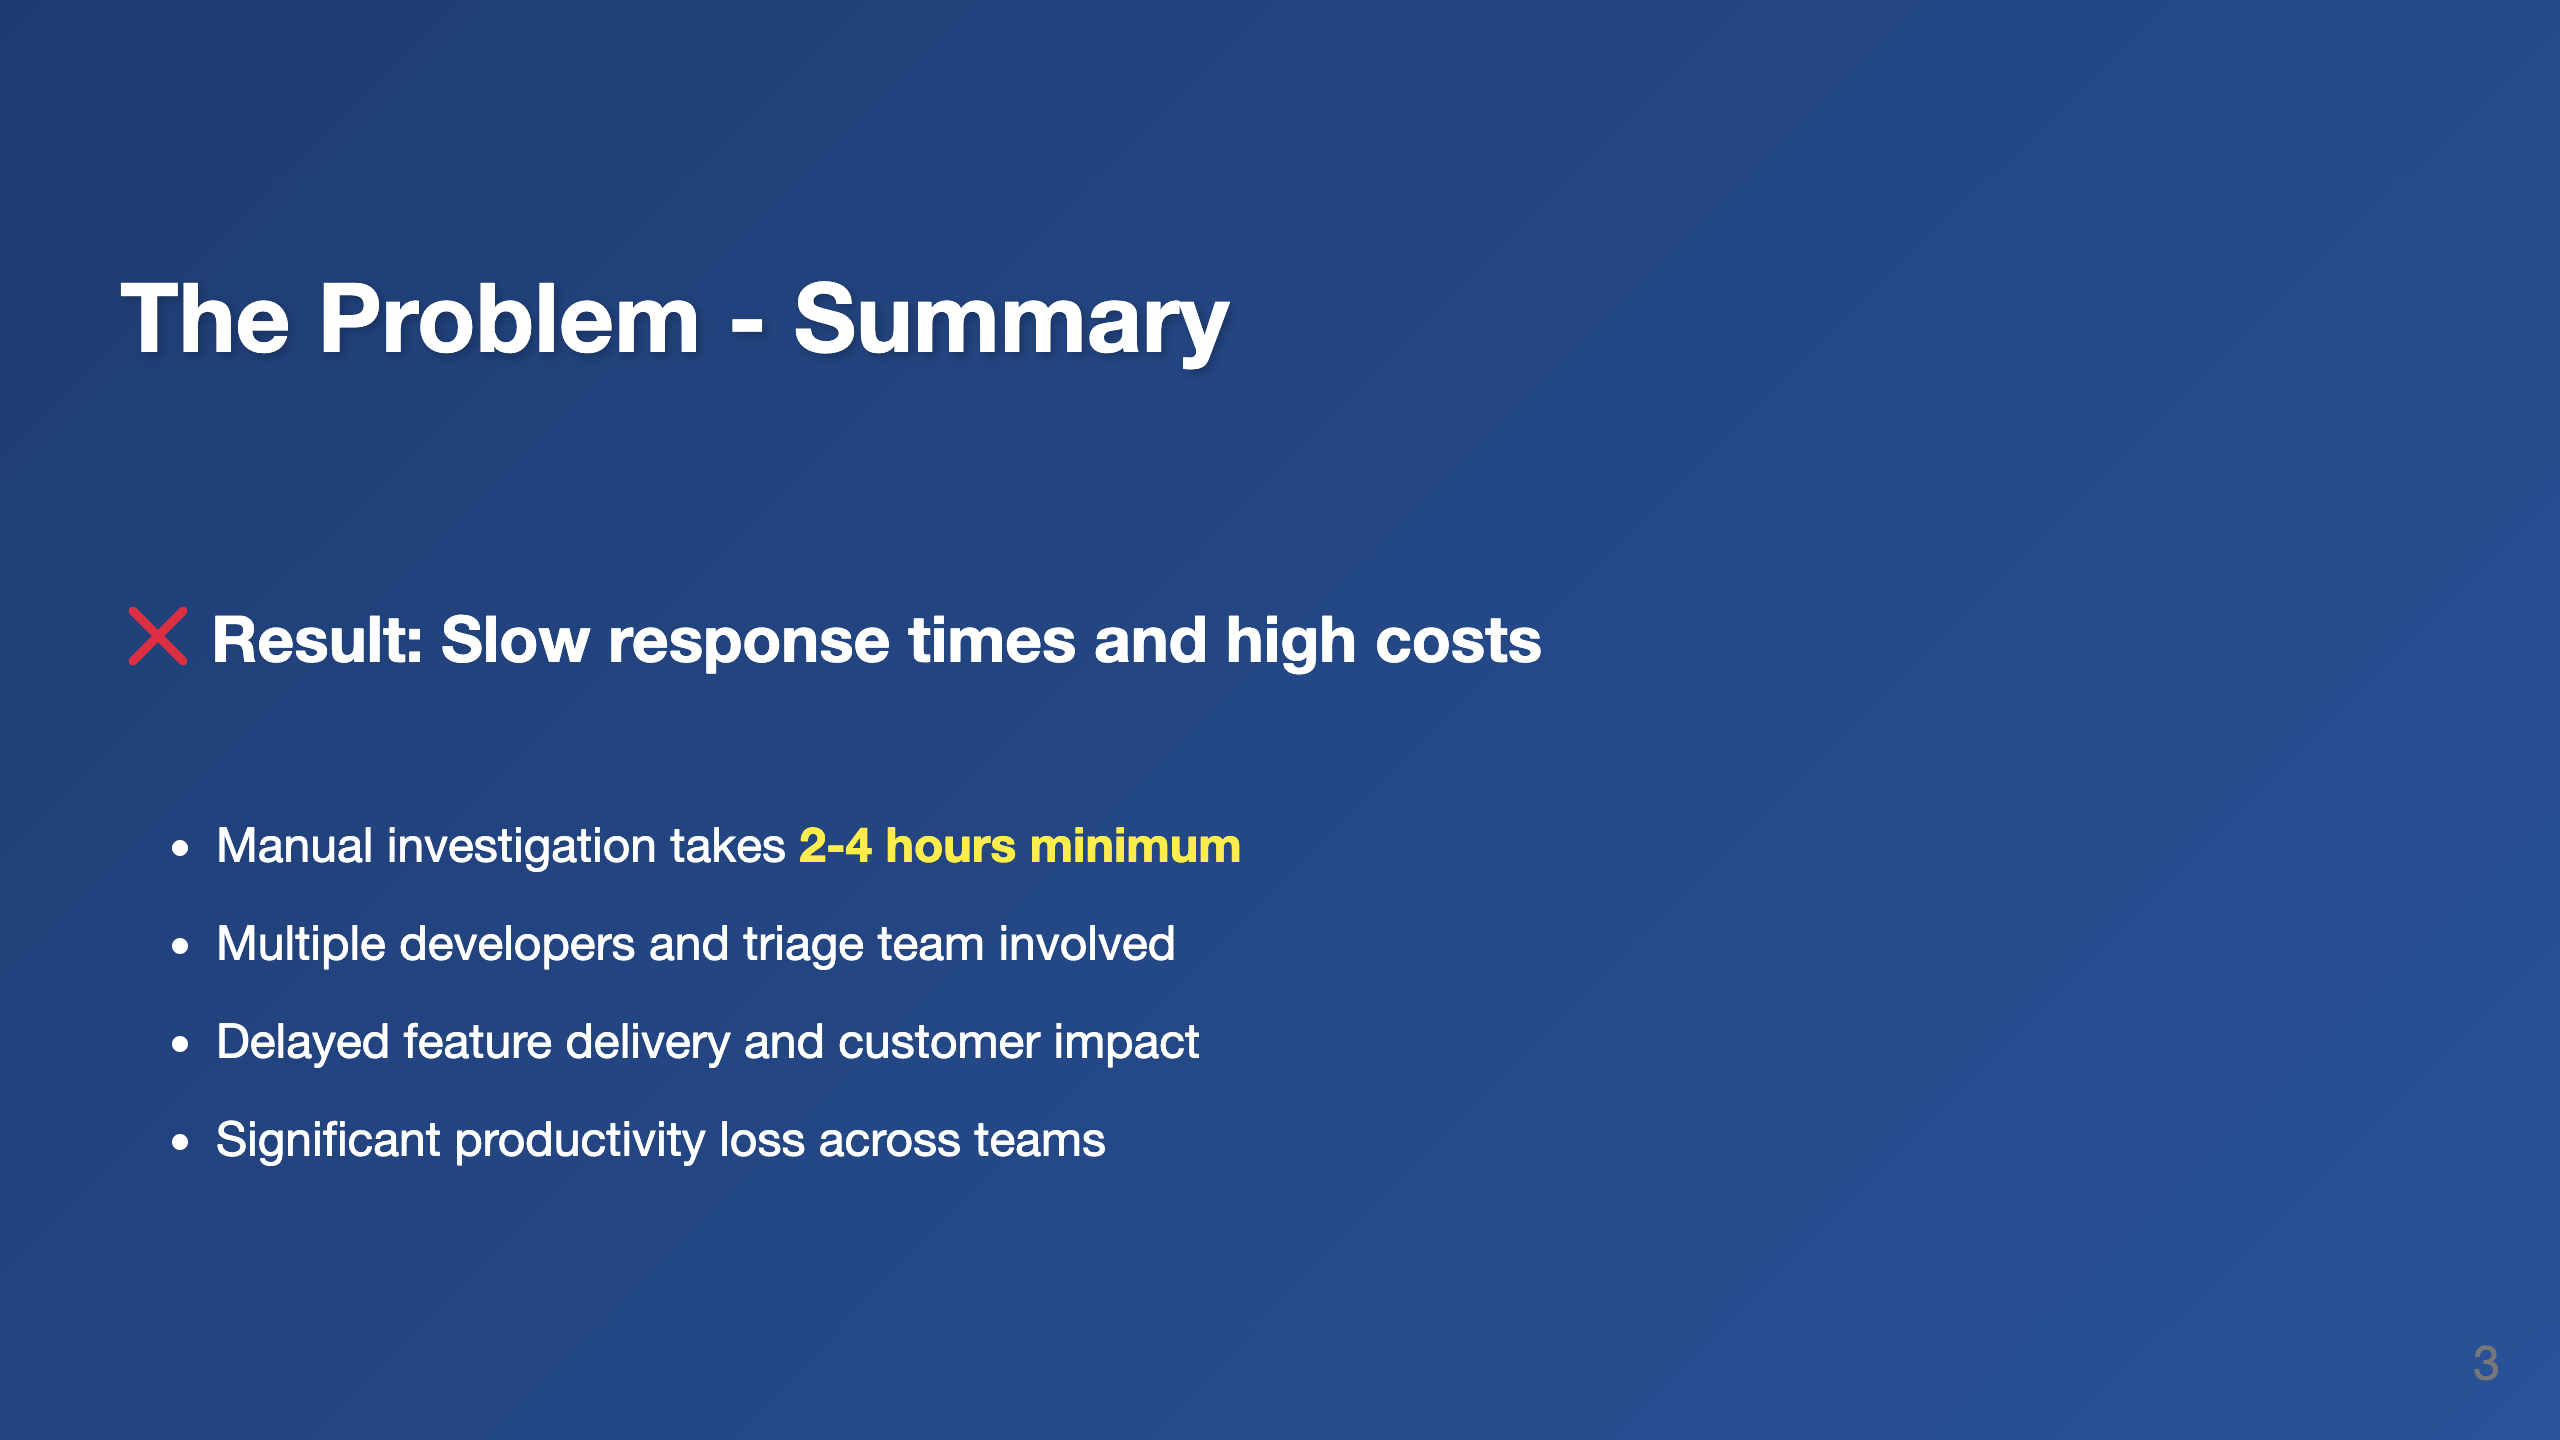 The Problem - Summary
❌ Result: Slow response times and high costs
• Manual investigation takes 2-4 hours minimum
• Multiple developers and triage team involved
• Delayed feature delivery and customer impact
• Significant productivity loss across teams
3